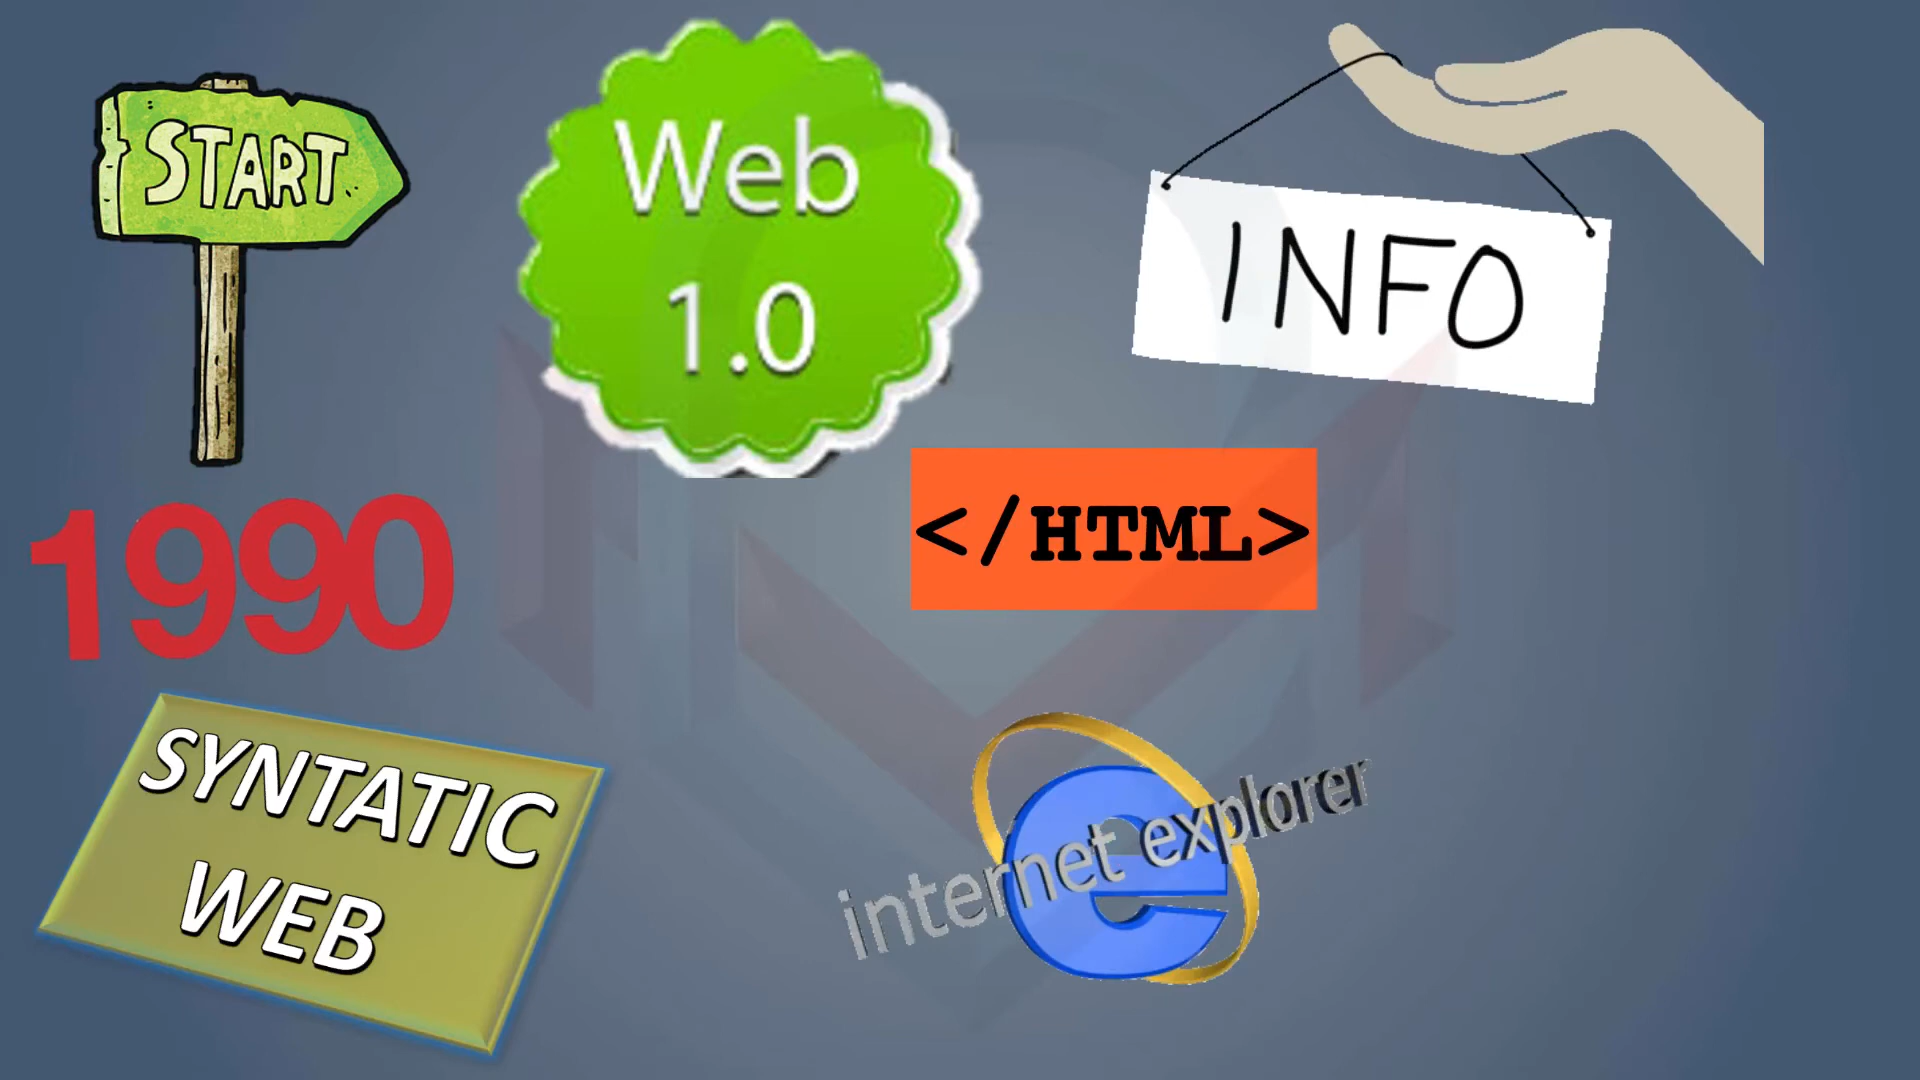 START
Web
1.0
INFO
</HTML>
1990
SYNTATIC
WEB
internet explorer